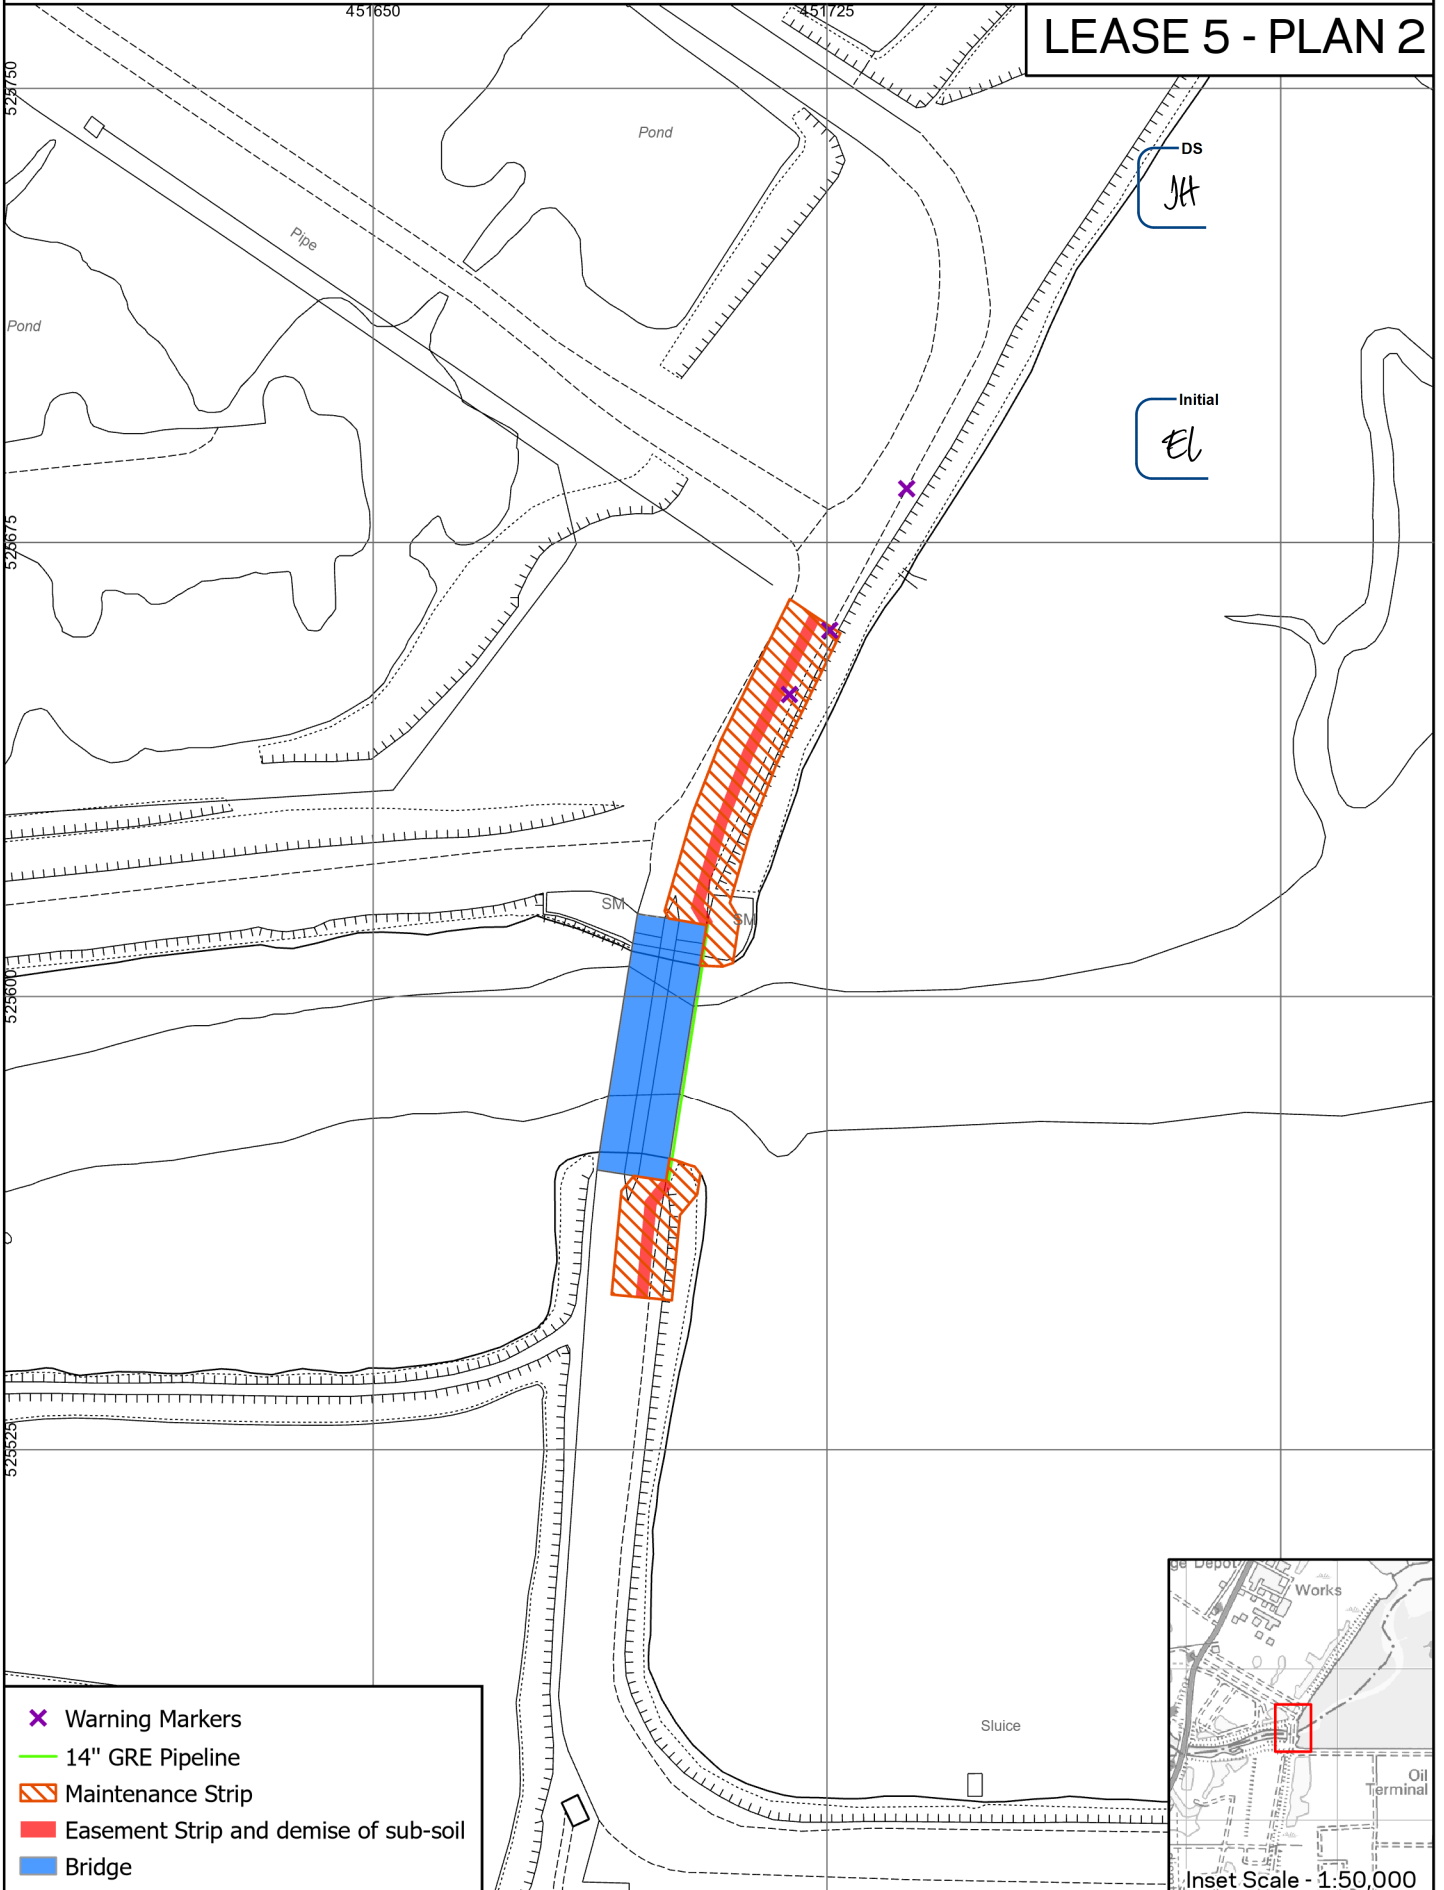 451650
451725
LEASE 5 - PLAN 2
525750
Pond
DS
JH
Pipe
Pond
Initial
EL
525675
SM
SM
525600
525525
Sluice
Warning Markers
14" GRE Pipeline
Maintenance Strip
Easement Strip and demise of sub-soil
Bridge
ge Depot
Works
Oil
Terminal
Inset Scale - 1:50,000